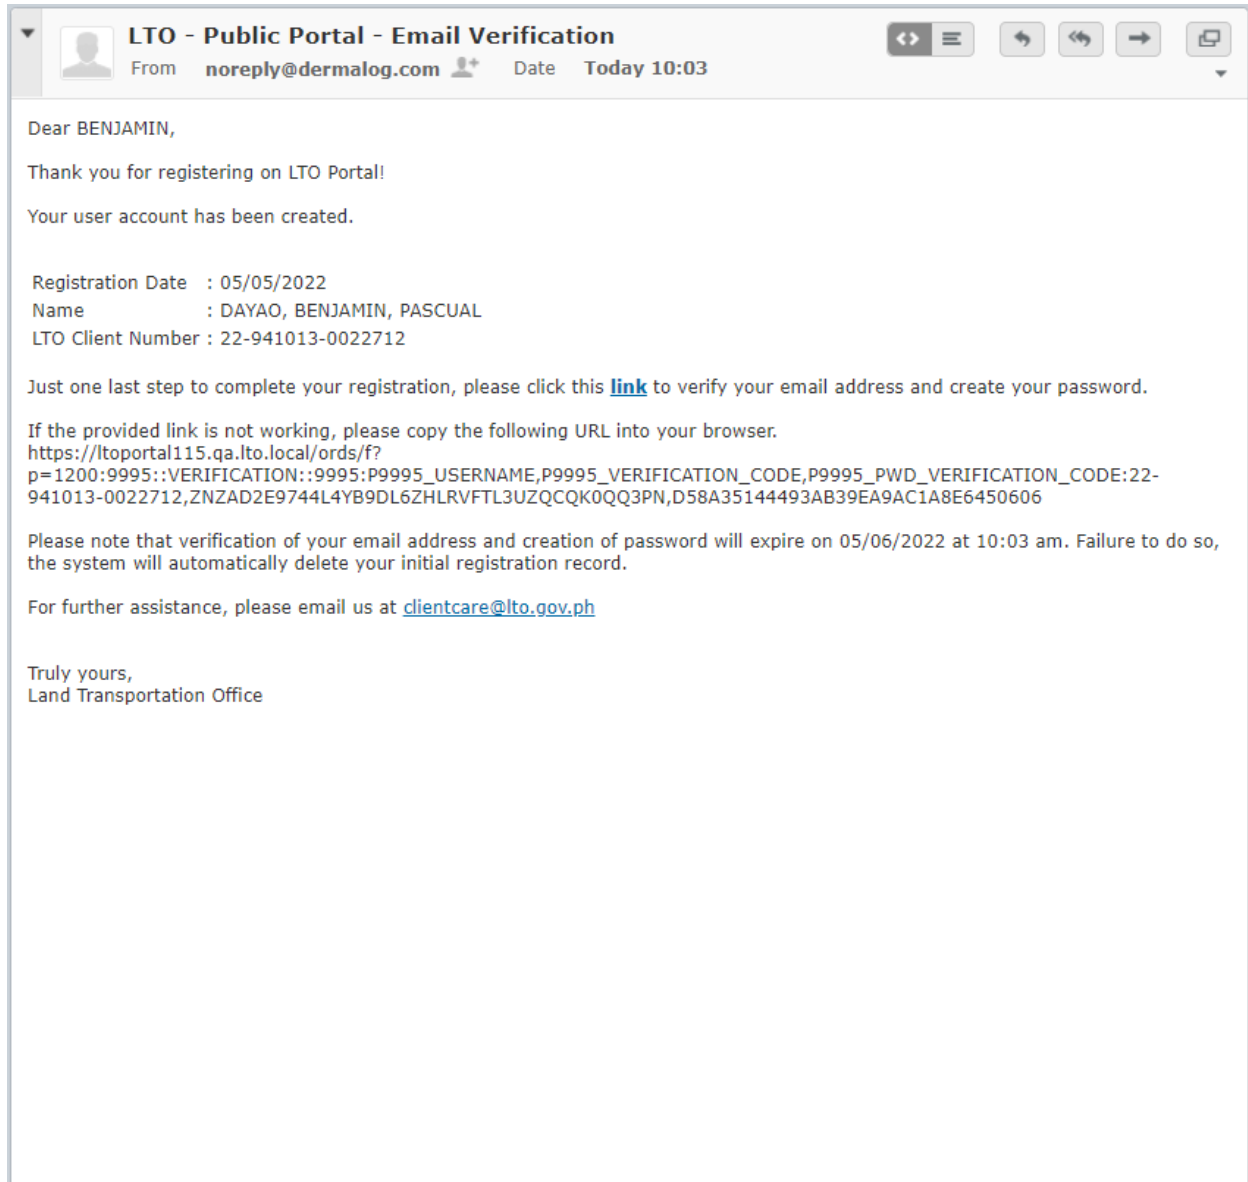 LTO - Public Portal - Email Verification
From noreply@dermalog.com Date Today 10:03
Dear BENJAMIN,
Thank you for registering on LTO Portal!
Your user account has been created.
Registration Date : 05/05/2022
Name : DAYAO, BENJAMIN, PASCUAL
LTO Client Number : 22-941013-0022712
Just one last step to complete your registration, please click this link to verify your email address and create your password.
If the provided link is not working, please copy the following URL into your browser.
https://ltoportal115.qa.lto.local/ords/f?
p=1200:9995::VERIFICATION::9995:P9995_USERNAME,P9995_VERIFICATION_CODE,P9995_PWD_VERIFICATION_CODE:22-
941013-0022712,ZNZAD2E9744L4YB9DL6ZHLRVFTL3UZQCQK0QQ3PN,D58A35144493AB39EA9AC1A8E6450606
Please note that verification of your email address and creation of password will expire on 05/06/2022 at 10:03 am. Failure to do so,
the system will automatically delete your initial registration record.
For further assistance, please email us at clientcare@lto.gov.ph
Truly yours,
Land Transportation Office